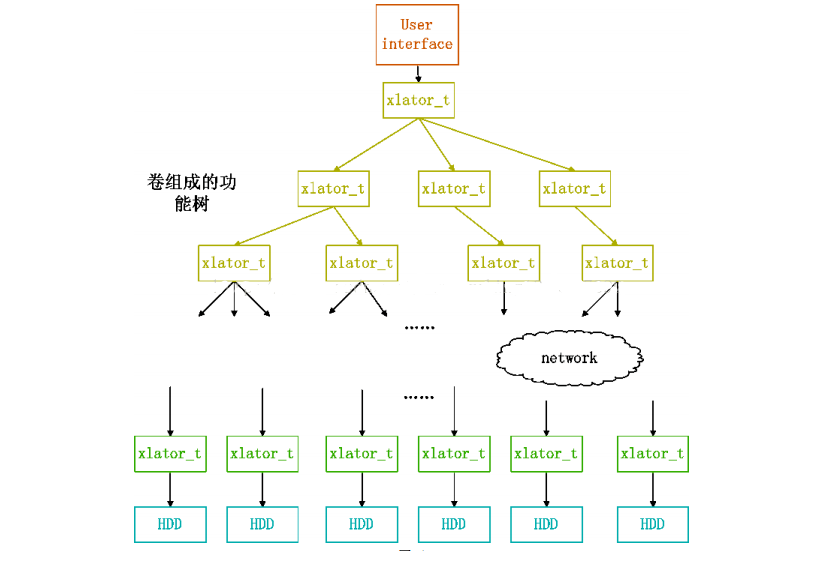 User
interface
xlator_t
卷组成的功
能树
xlator_t xlator_t xlator_t
xlator_t xlator_t xlator_t xlator_t
......
network
......
xlator_t xlator_t xlator_t xlator_t xlator_t xlator_t
HDD HDD HDD HDD HDD HDD